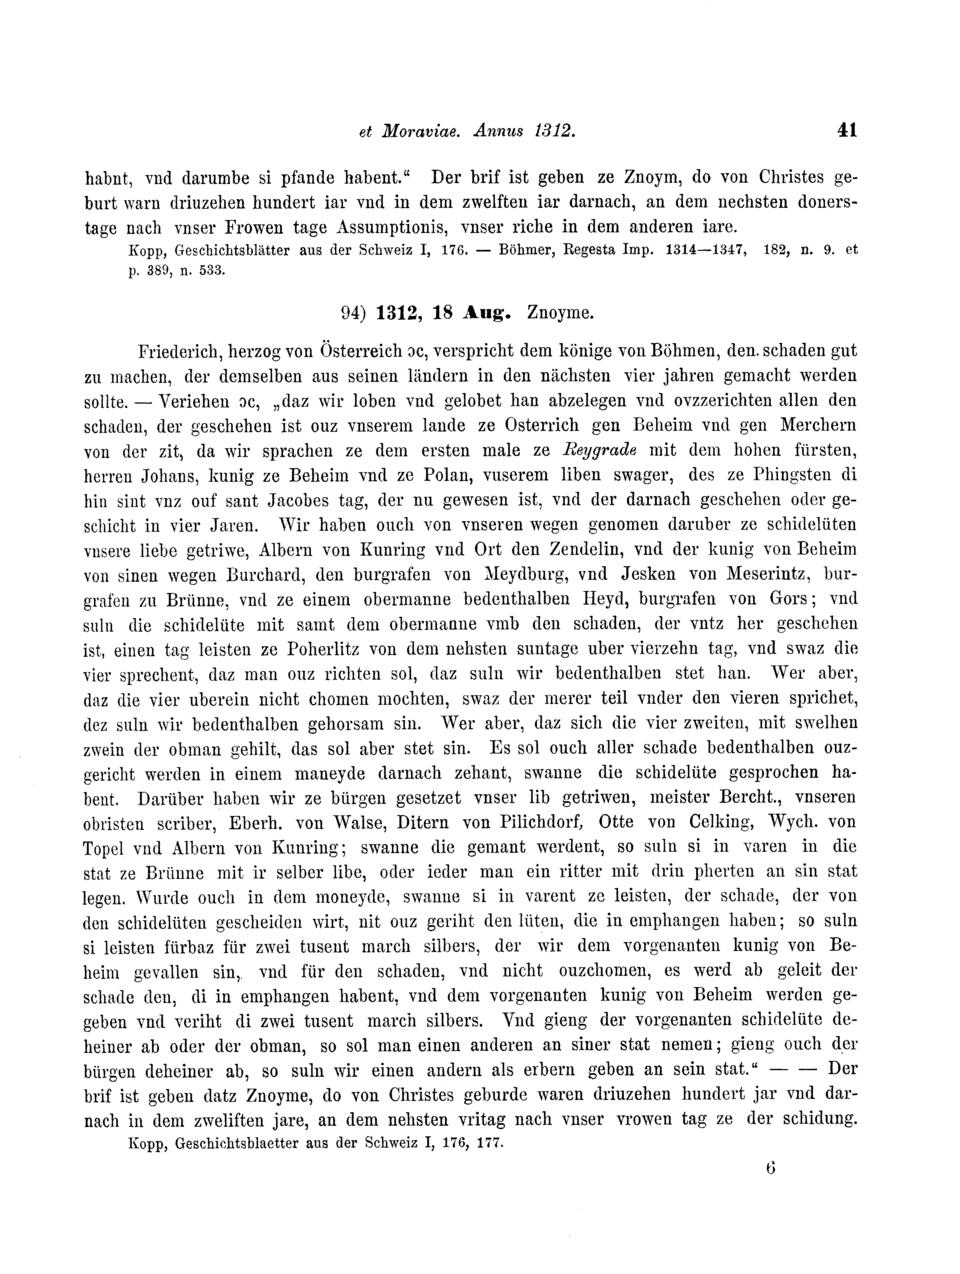 et Moraviae. Annus 1312. 41
habnt, vnd darumbe si pfande habent.“ Der brif ist geben ze Znoym, do von Christes ge-
burt warn driuzehen hundert iar vnd in dem zwelften iar darnach, an dem nechsten doners-
tage nach vnser Frowen tage Assumptionis, vnser riche in dem anderen iare.
Kopp, Geschichtsblätter aus der Schweiz I, 176. — Böhmer, Regesta Imp. 1314—1347, 182, n. 9. et
p. 389, n. 533.
94) 1312, 18 Aug. Znoyme.
Friederich, herzog von Österreich ɔc, verspricht dem könige von Böhmen, den schaden gut
zu machen, der demselben aus seinen ländern in den nächsten vier jahren gemacht werden
sollte. — Veriehen ɔc, „daz wir loben vnd gelobet han abzelegen vnd ovzzerichten allen den
schaden, der geschehen ist ouz vnserem lande ze Osterrich gen Beheim vnd gen Merchern
von der zit, da wir sprachen ze dem ersten male ze Reygrade mit dem hohen fürsten,
herren Johans, kunig ze Beheim vnd ze Polan, vuserem liben swager, des ze Phingsten di
hin sint vnz ouf sant Jacobes tag, der nu gewesen ist, vnd der darnach geschehen oder ge-
schicht in vier Jaren. Wir haben ouch von vnseren wegen genomen daruber ze schidelüten
vnsere liebe getriwe, Albern von Kunring vnd Ort den Zendelin, vnd der kunig von Beheim
von sinen wegen Burchard, den burgrafen von Meydburg, vnd Jesken von Meserintz, bur-
grafen zu Brünne, vnd ze einem obermanne bedenthalben Heyd, burgrafen von Gors; vnd
suln die schidelüte mit samt dem obermanne vmb den schaden, der vntz her geschehen
ist, einen tag leisten ze Poherlitz von dem nehsten suntage uber vierzehn tag, vnd swaz die
vier sprechent, daz man ouz richten sol, daz suln wir bedenthalben stet han. Wer aber,
daz die vier uberein nicht chomen mochten, swaz der merer teil vnder den vieren sprichet,
dez suln wir bedenthalben gehorsam sin. Wer aber, daz sich die vier zweiten, mit swelhen
zwein der obman gehilt, das sol aber stet sin. Es sol ouch aller schade bedenthalben ouz-
gericht werden in einem maneyde darnach zehant, swanne die schidelüte gesprochen ha-
bent. Darüber haben wir ze bürgen gesetzet vnser lib getriwen, meister Bercht., vnseren
obristen scriber, Eberh. von Walse, Ditern von Pilichdorf, Otte von Celking, Wych. von
Topel vnd Albern von Kunring; swanne die gemant werdent, so suln si in varen in die
stat ze Brünne mit ir selber libe, oder ieder man ein ritter mit drin pherten an sin stat
legen. Wurde ouch in dem moneyde, swanne si in varent ze leisten, der schade, der von
den schidelüten gescheiden wirt, nit ouz geriht den lüten, die in emphangen haben; so suln
si leisten fürbaz für zwei tusent march silbers, der wir dem vorgenanten kunig von Be-
heim gevallen sin, vnd für den schaden, vnd nicht ouzchomen, es werd ab geleit der
schade den, di in emphangen habent, vnd dem vorgenanten kunig von Beheim werden ge-
geben vnd veriht di zwei tusent march silbers. Vnd gieng der vorgenanten schidelüte de-
heiner ab oder der obman, so sol man einen anderen an siner stat nemen; gieng ouch der
bürgen deheiner ab, so suln wir einen andern als erbern geben an sein stat.“ — — Der
brif ist geben datz Znoyme, do von Christes geburde waren driuzehen hundert jar vnd dar-
nach in dem zweliften jare, an dem nehsten vritag nach vnser vrowen tag ze der schidung.
Kopp, Geschichtsblaetter aus der Schweiz I, 176, 177.
6